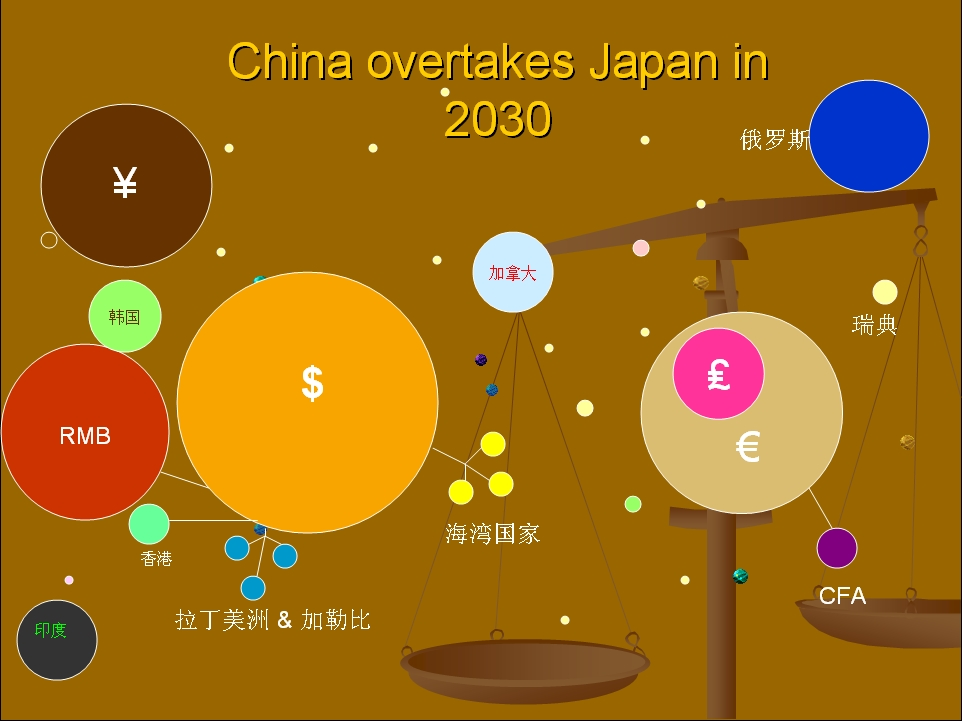 China overtakes Japan in
2030
俄罗斯
¥
加拿大
韩国
瑞典
$
₤
RMB
€
海湾国家
香港
CFA
拉丁美洲 & 加勒比
印度